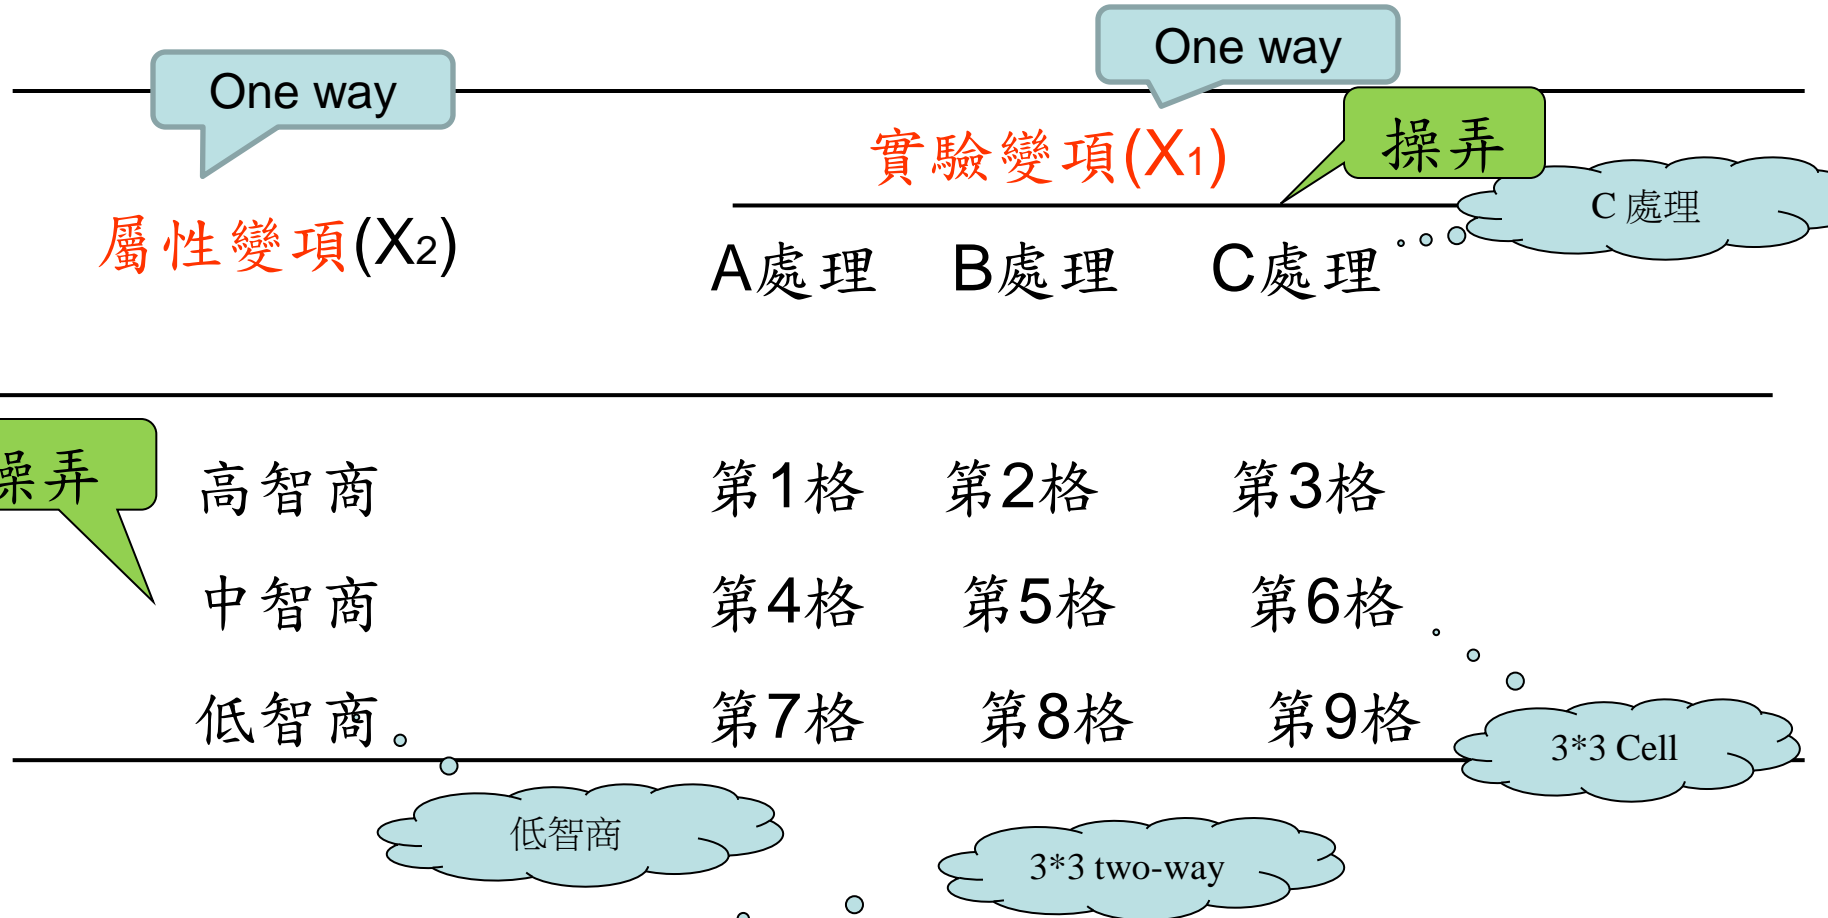 One way
One way
實驗變項(X1)
操弄
C 處理
屬性變項(X2)
A處理 B處理 C處理
操弄
高智商 第1格 第2格 第3格
中智商 第4格 第5格 第6格
低智商 第7格 第8格 第9格
3*3 Cell
低智商
3*3 two-way